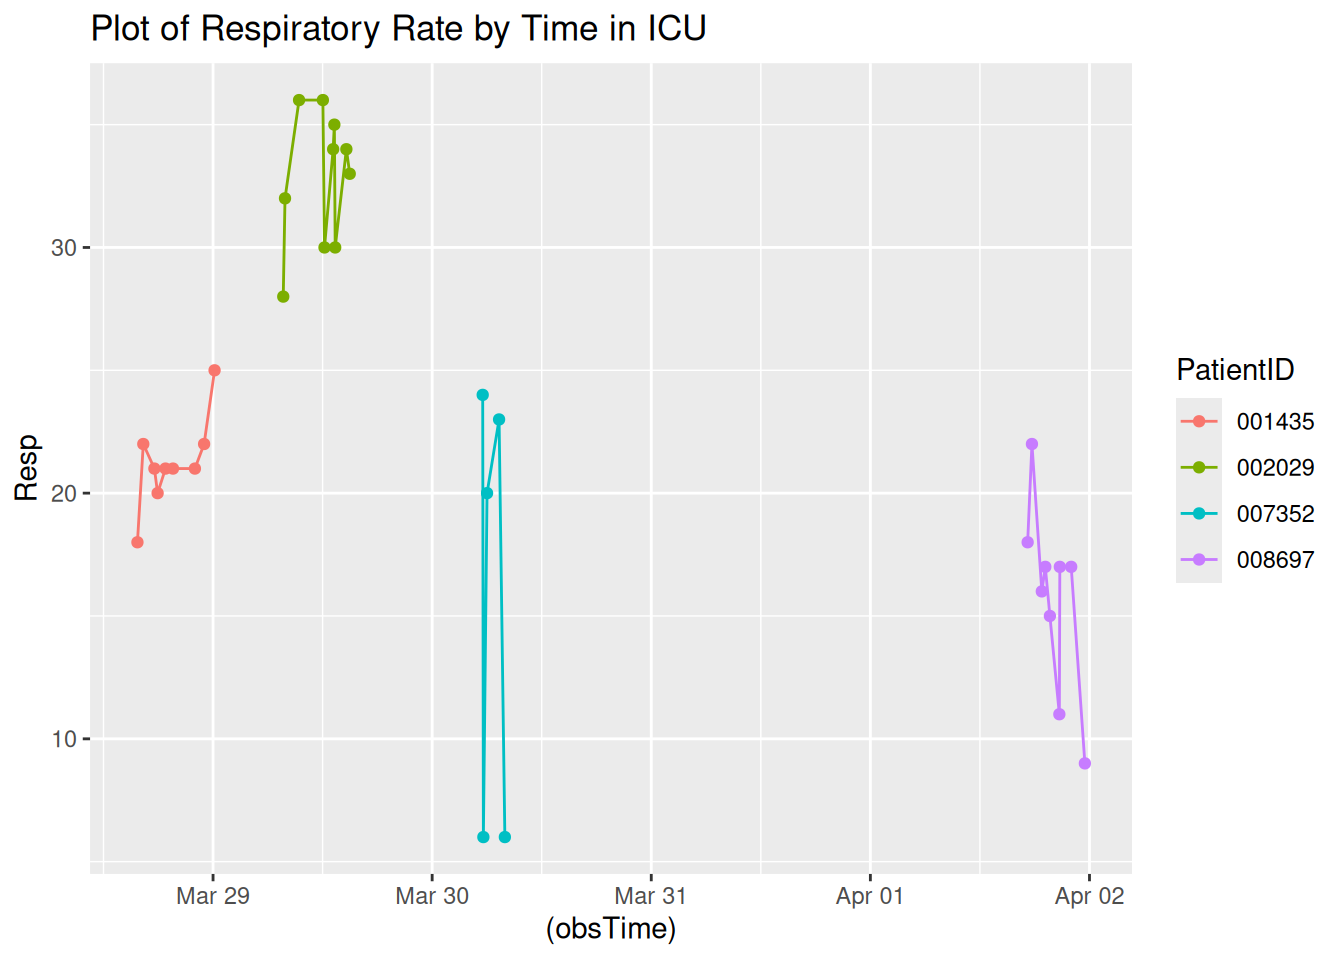 Plot of Respiratory Rate by Time in ICU
Resp
30
20
10
Mar 29
Mar 30
Mar 31
Apr 01
Apr 02
(obsTime)
PatientID
001435
002029
007352
008697